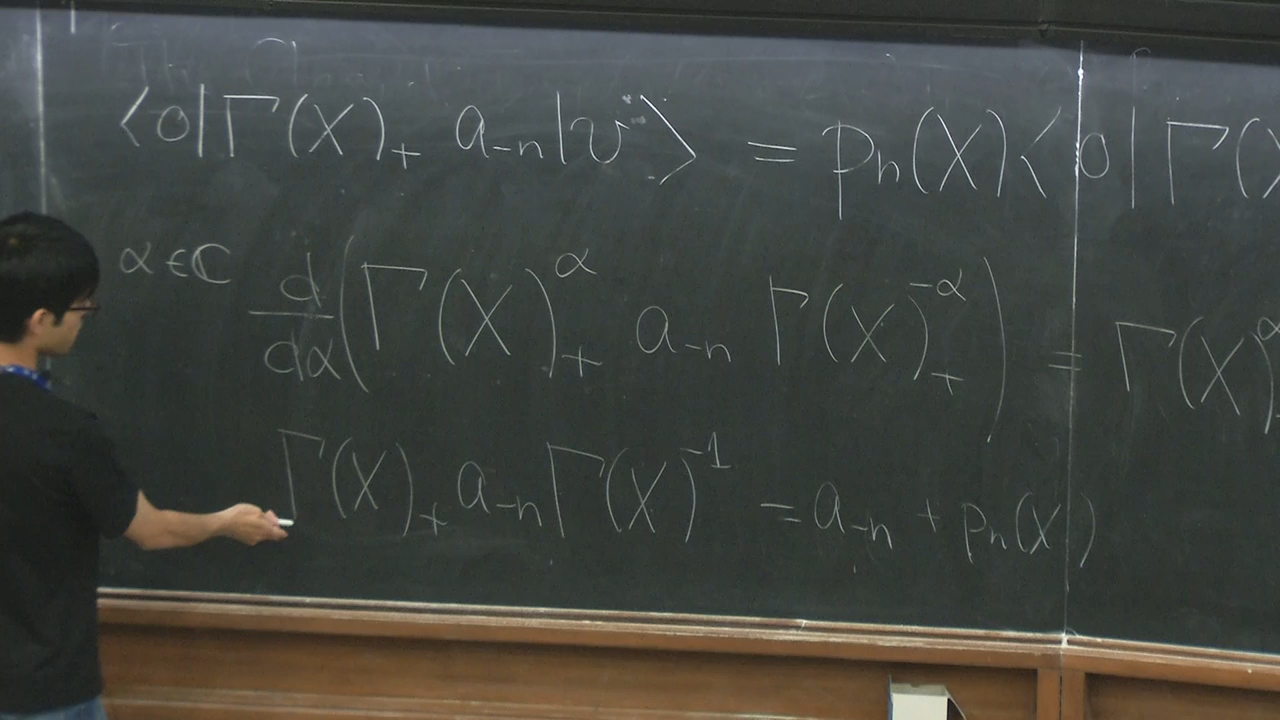 ⟨0|Γ(X)₊ a₋ₙ|v⟩ = pₙ(X)⟨0|Γ(X
α∈ℂ d/dα (Γ(X)₊^α a₋ₙ Γ(X)₊^{-α}) = Γ(X)^α
Γ(X)₊ a₋ₙ Γ(X)^{-1} = a₋ₙ + pₙ(X)